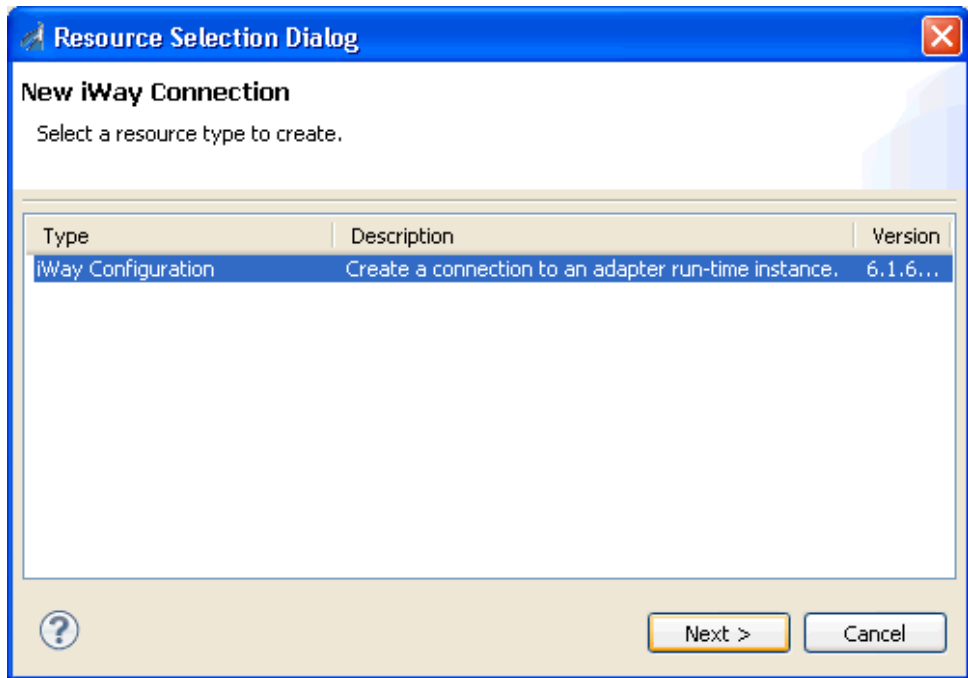 Resource Selection Dialog
New iWay Connection
Select a resource type to create.
Type Description Version
iWay Configuration Create a connection to an adapter run-time instance. 6.1.6...
? Next > Cancel